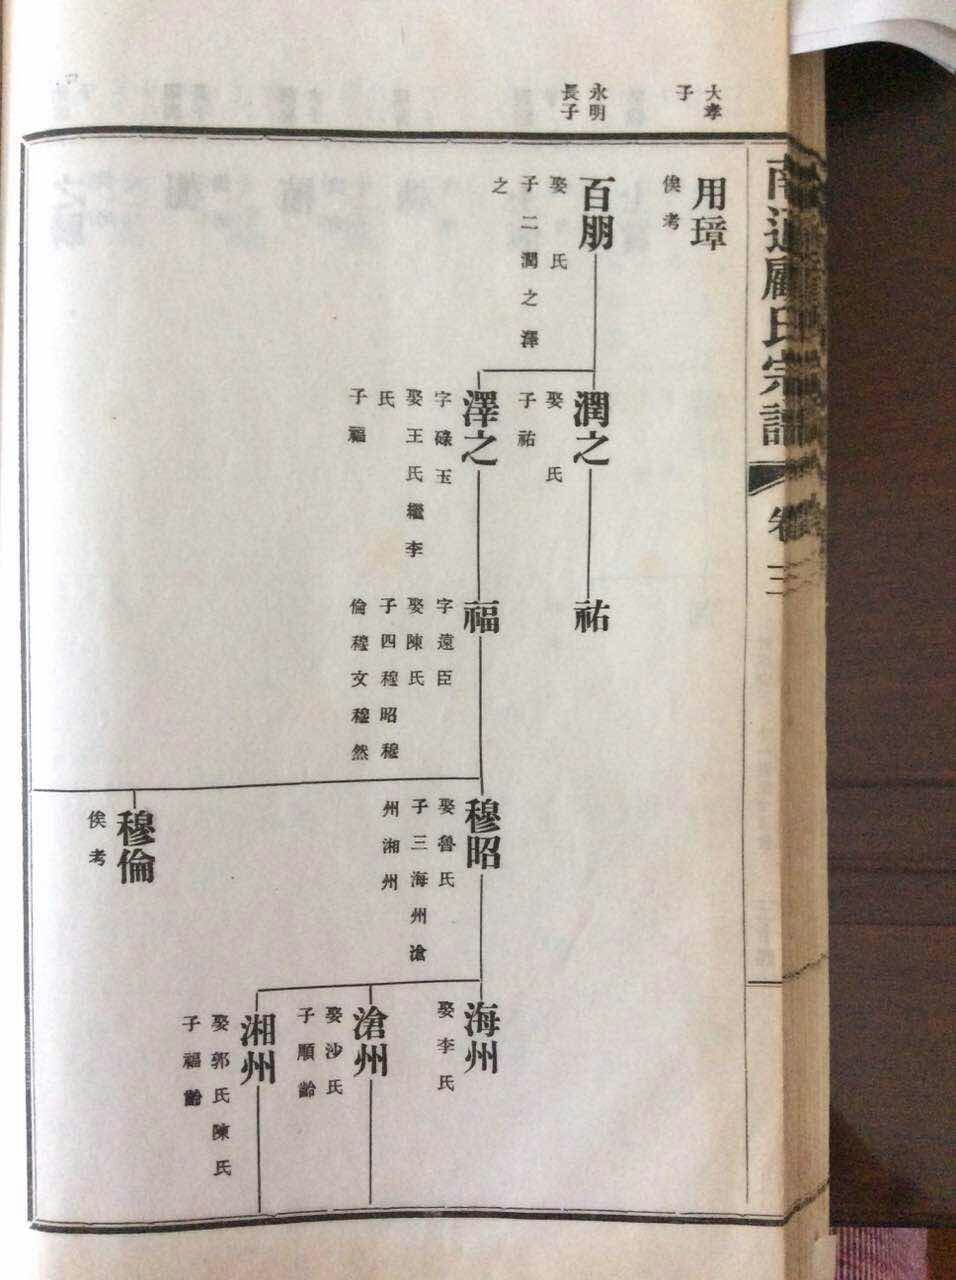 南通顧氏宗譜
卷三
大孝
子
用璋
俟考
永明
長子
百朋
娶　氏
子二潤之澤
之
潤之
娶　氏
子祐
祐
澤之
字碌玉
娶王氏繼李
氏
子福
福
字遠臣
娶陳氏
子四穆昭穆
倫穆文穆然
穆昭
娶魯氏
子三海州滄
州湘州
海州
娶李氏
滄州
娶沙氏
子順齡
湘州
娶郭氏陳氏
子福齡
穆倫
俟考